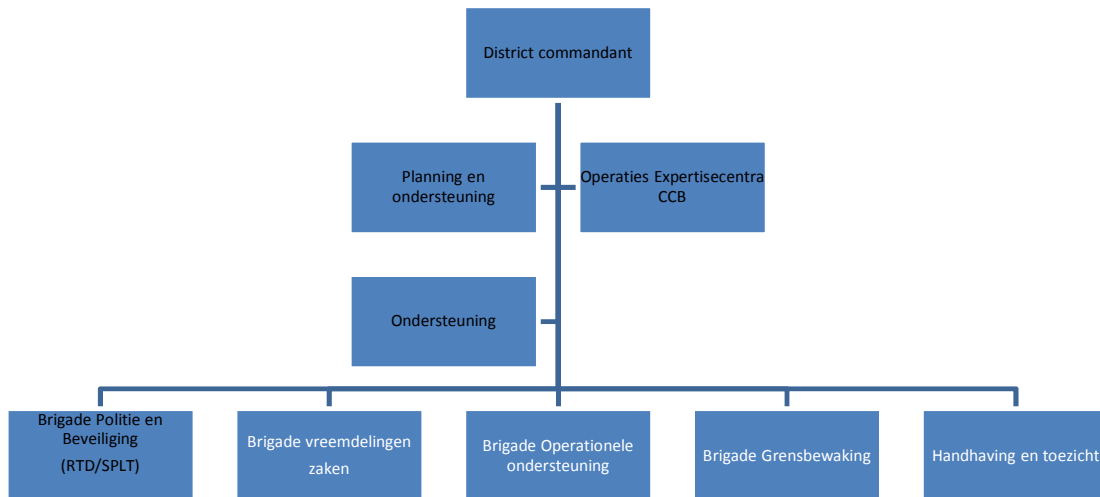 District commandant
Planning en
ondersteuning
Operaties Expertisecentra
CCB
Ondersteuning
Brigade Politie en
Beveiliging
(RTD/SPLT)
Brigade vreemdelingen
zaken
Brigade Operationele
ondersteuning
Brigade Grensbewaking
Handhaving en toezicht